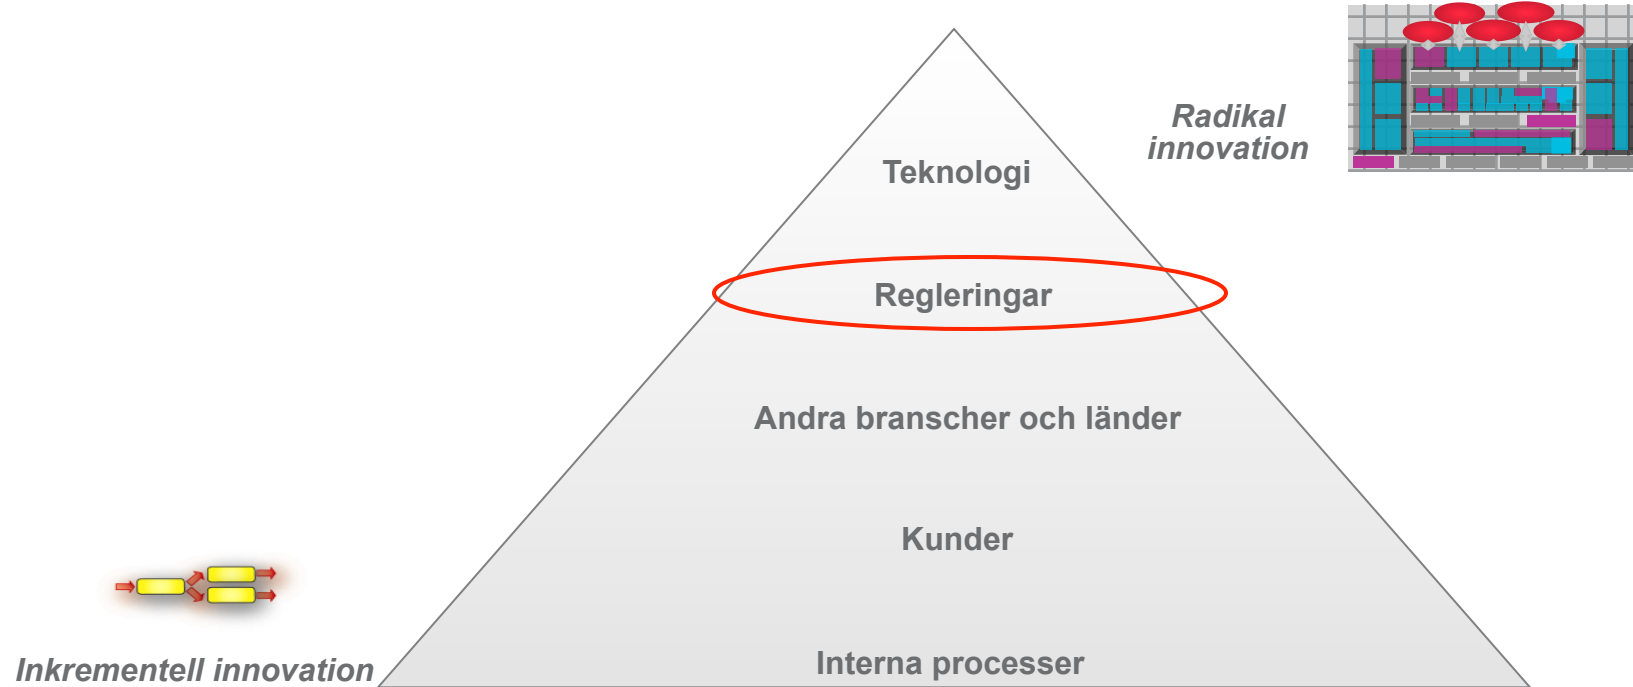 Radikal
innovation
Teknologi
Regleringar
Andra branscher och länder
Kunder
Interna processer
Inkrementell innovation